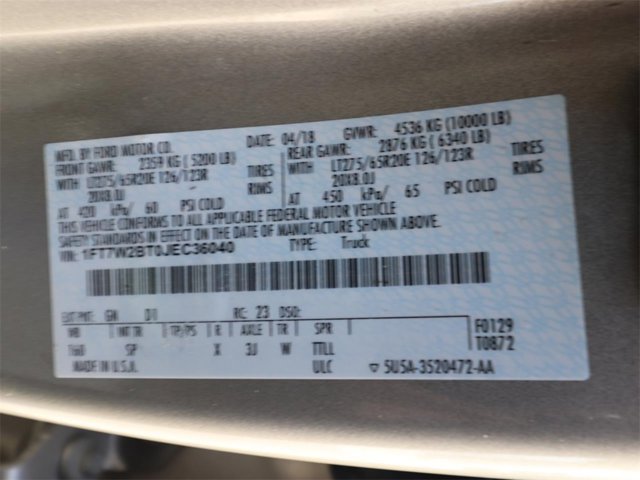 MFD. BY FORD MOTOR CO. DATE: 04/18 GVWR: 4536 KG (10000 LB)
FRONT GAWR: 2359 KG (5200 LB) REAR GAWR: 2876 KG (6340 LB)
WITH LT275/65R20E 126/123R TIRES WITH LT275/65R20E 126/123R TIRES
20X8.0J RIMS 20X8.0J RIMS
AT 420 kPa/ 60 PSI COLD AT 450 kPa/ 65 PSI COLD
THIS VEHICLE CONFORMS TO ALL APPLICABLE FEDERAL MOTOR VEHICLE
SAFETY STANDARDS IN EFFECT ON THE DATE OF MANUFACTURE SHOWN ABOVE.
VIN: 1FT7W2BT0JEC36040 TYPE: Truck
EXT PNT: GN D1 RC: 23 DSO:
WB INT TR TP/PS R AXLE TR SPR F0129
160 SP X 3J W TTLL T0872
MADE IN U.S.A. ULC ▽ 5U5A-3520472-AA